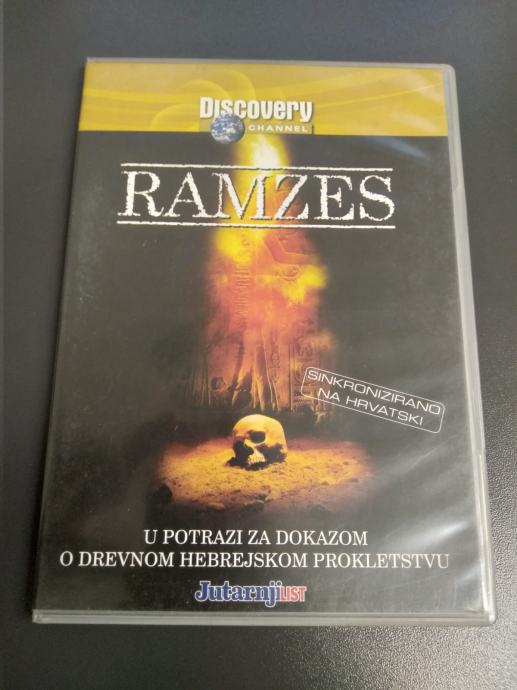 Discovery
CHANNEL
RAMZES
SINKRONIZIRANO
NA HRVATSKI
U POTRAZI ZA DOKAZOM
O DREVNOM HEBREJSKOM PROKLETSTVU
Jutarnji LIST